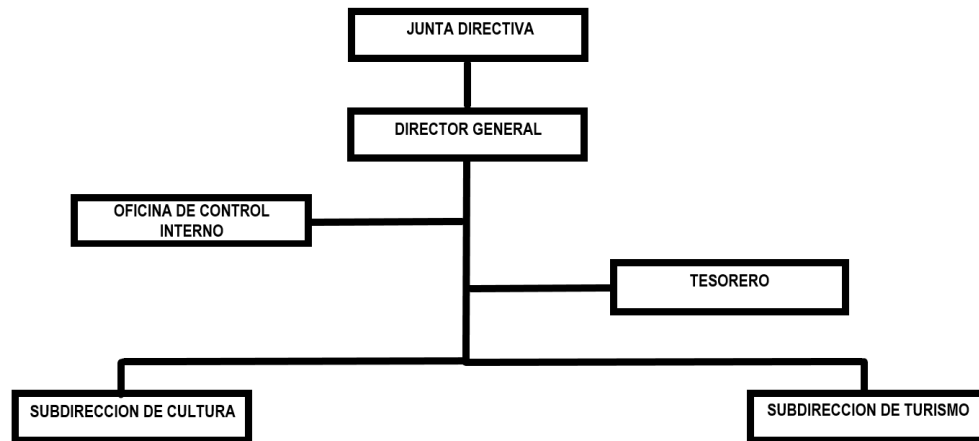 JUNTA DIRECTIVA
DIRECTOR GENERAL
OFICINA DE CONTROL
INTERNO
TESORERO
SUBDIRECCION DE CULTURA
SUBDIRECCION DE TURISMO